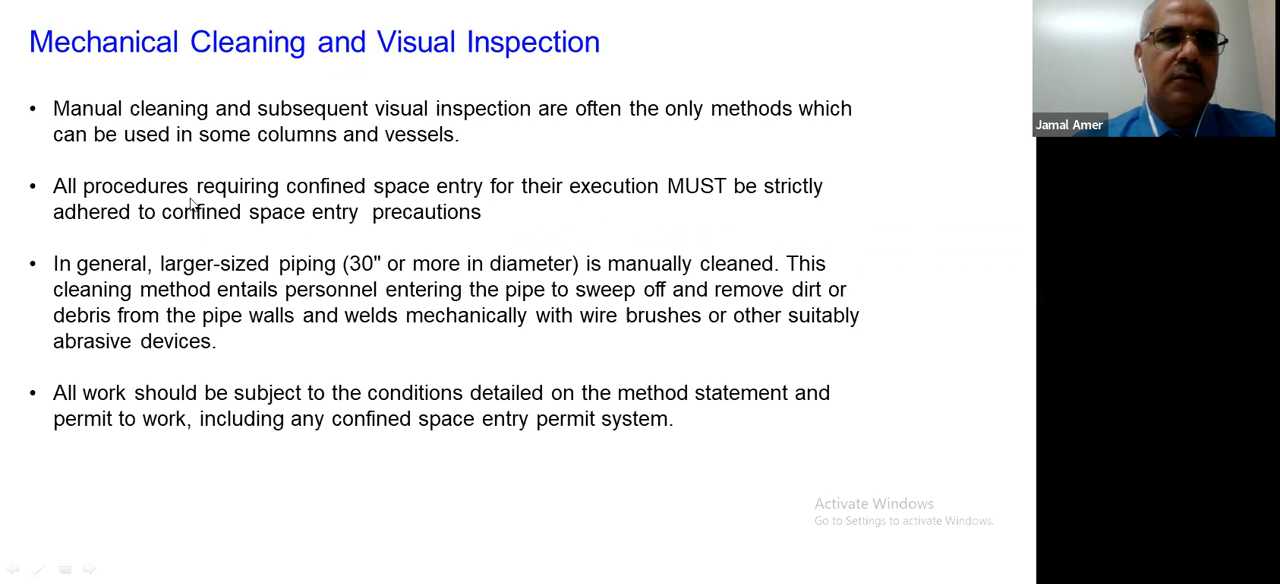 Mechanical Cleaning and Visual Inspection
• Manual cleaning and subsequent visual inspection are often the only methods which
can be used in some columns and vessels.
• All procedures requiring confined space entry for their execution MUST be strictly
adhered to confined space entry precautions
• In general, larger-sized piping (30" or more in diameter) is manually cleaned. This
cleaning method entails personnel entering the pipe to sweep off and remove dirt or
debris from the pipe walls and welds mechanically with wire brushes or other suitably
abrasive devices.
• All work should be subject to the conditions detailed on the method statement and
permit to work, including any confined space entry permit system.
Jamal Amer
Activate Windows
Go to Settings to activate Windows.